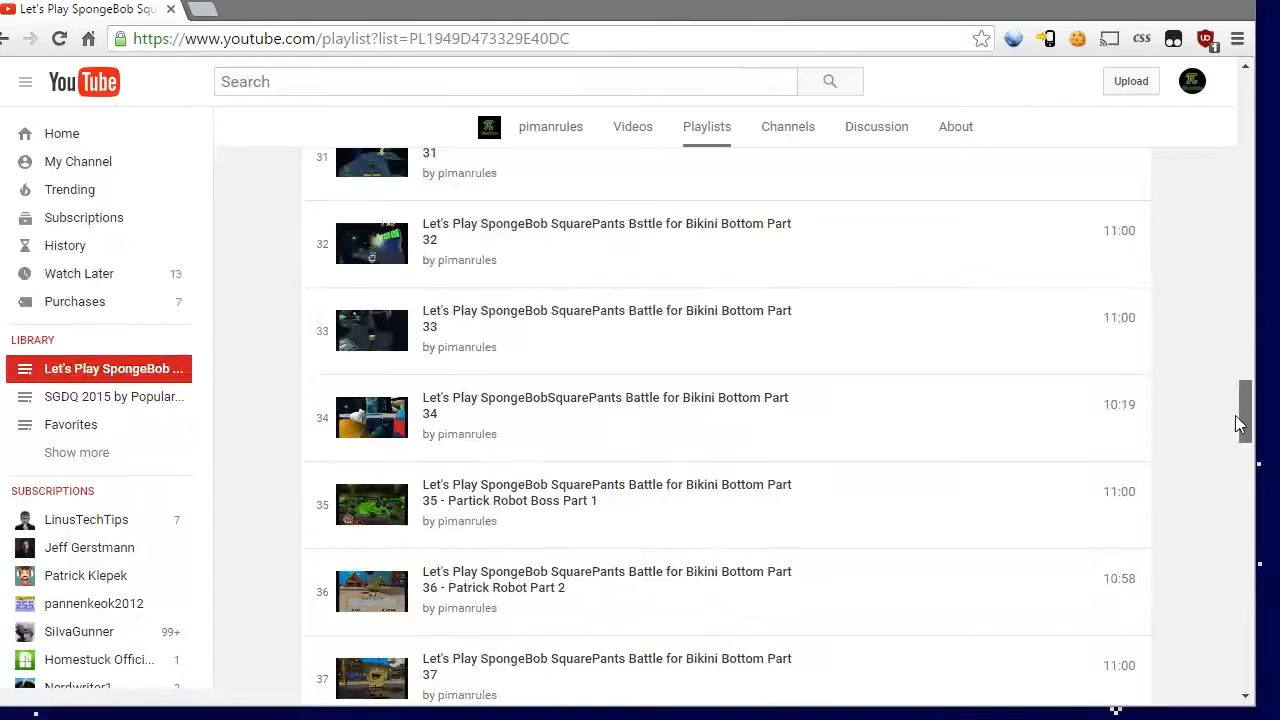 Let's Play SpongeBob Squ
https://www.youtube.com/playlist?list=PL1949D473329E40DC
css
1
YouTube
Search
Upload
pimanrules
Videos
Playlists
Channels
Discussion
About
Home
My Channel
Trending
Subscriptions
History
Watch Later 13
Purchases 7
LIBRARY
Let's Play SpongeBob ...
SGDQ 2015 by Popular...
Favorites
Show more
SUBSCRIPTIONS
LinusTechTips 7
Jeff Gerstmann
Patrick Klepek
pannenkoek2012
SilvaGunner 99+
Homestuck Offici... 1
Nerdwriter1
31
31
by pimanrules
32
Let's Play SpongeBob SquarePants Bsttle for Bikini Bottom Part
32
by pimanrules
11:00
33
Let's Play SpongeBob SquarePants Battle for Bikini Bottom Part
33
by pimanrules
11:00
34
Let's Play SpongeBobSquarePants Battle for Bikini Bottom Part
34
by pimanrules
10:19
35
Let's Play SpongeBob SquarePants Battle for Bikini Bottom Part
35 - Partick Robot Boss Part 1
by pimanrules
11:00
36
Let's Play SpongeBob SquarePants Battle for Bikini Bottom Part
36 - Patrick Robot Part 2
by pimanrules
10:58
37
Let's Play SpongeBob SquarePants Battle for Bikini Bottom Part
37
by pimanrules
11:00